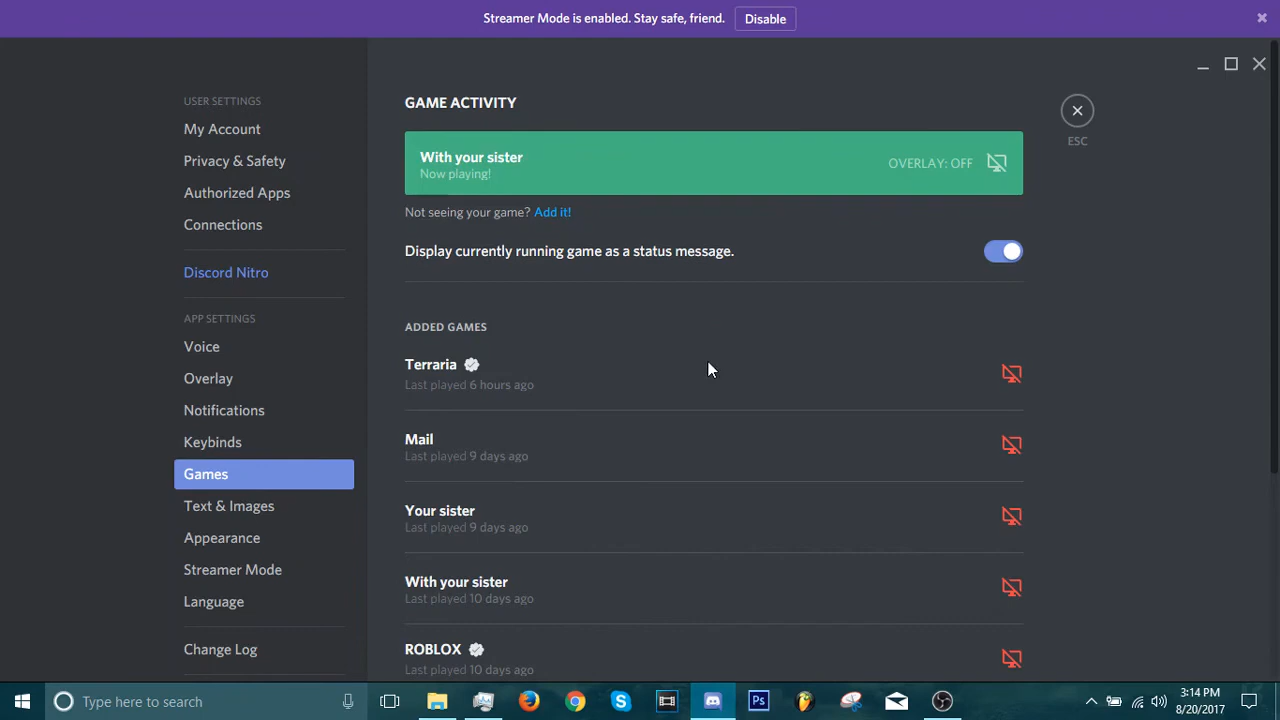 Streamer Mode is enabled. Stay safe, friend. Disable
USER SETTINGS
My Account
Privacy & Safety
Authorized Apps
Connections
Discord Nitro
APP SETTINGS
Voice
Overlay
Notifications
Keybinds
Games
Text & Images
Appearance
Streamer Mode
Language
Change Log
GAME ACTIVITY
With your sister
Now playing!
OVERLAY: OFF
Not seeing your game? Add it!
Display currently running game as a status message.
ADDED GAMES
Terraria
Last played 6 hours ago
Mail
Last played 9 days ago
Your sister
Last played 9 days ago
With your sister
Last played 10 days ago
ROBLOX
Last played 10 days ago
ESC
Type here to search
Ps
3:14 PM
8/20/2017